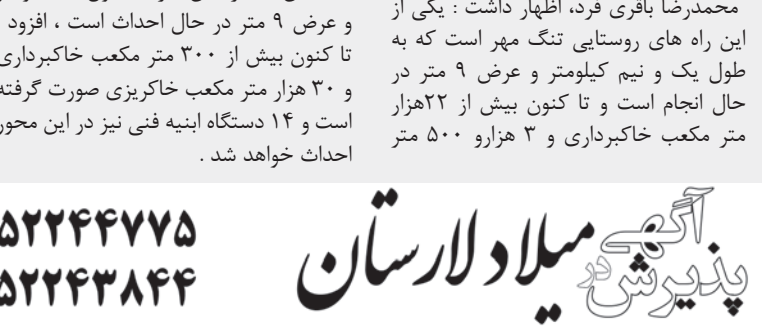 محمدرضا باقری فرد، اظهار داشت : یکی از
این راه های روستایی تنگ مهر است که به
طول یک و نیم کیلومتر و عرض ۹ متر در
حال انجام است و تا کنون بیش از ۲۲هزار
متر مکعب خاکبرداری و ۳ هزارو ۵۰۰ متر
و عرض ۹ متر در حال احداث است ، افزود
تا کنون بیش از ۳۰۰ متر مکعب خاکبرداری
و ۳۰ هزار متر مکعب خاکریزی صورت گرفته
است و ۱۴ دستگاه ابنیه فنی نیز در این محور
احداث خواهد شد .
پذیرش آگهی در میلاد لارستان
۵۲۲۴۴۷۷۵
۵۲۲۴۳۸۴۴